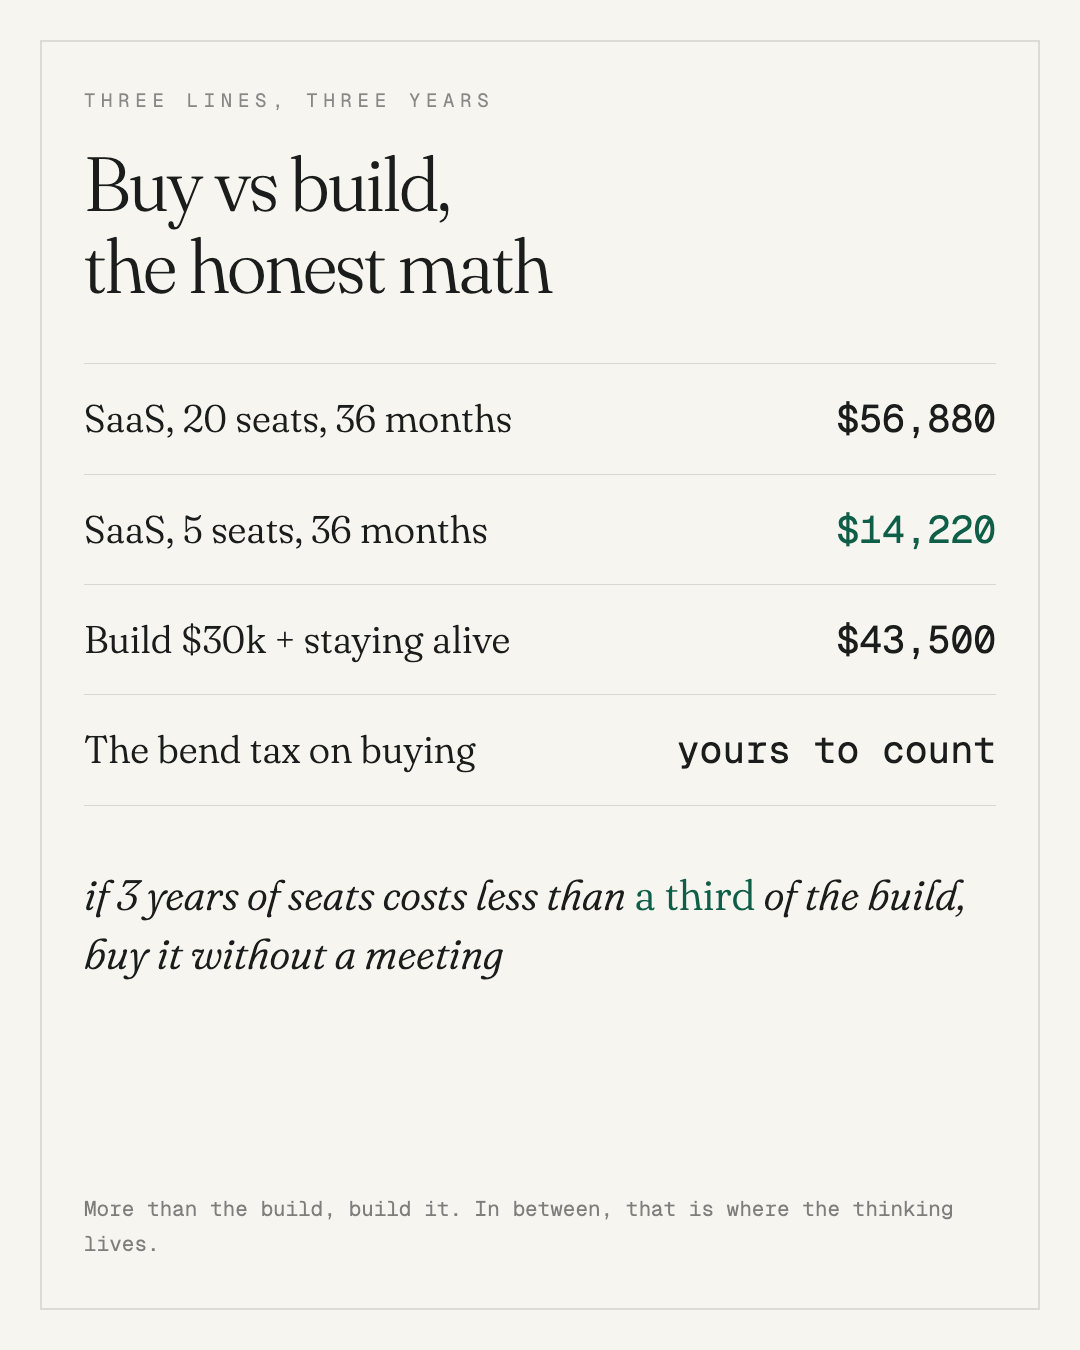 THREE LINES, THREE YEARS
Buy vs build,
the honest math
SaaS, 20 seats, 36 months $56,880
SaaS, 5 seats, 36 months $14,220
Build $30k + staying alive $43,500
The bend tax on buying yours to count
if 3 years of seats costs less than a third of the build,
buy it without a meeting
More than the build, build it. In between, that is where the thinking
lives.